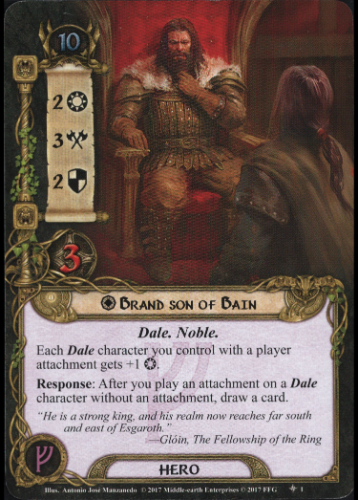 10
2
3
2
3
Brand son of Bain
Dale. Noble.
Each Dale character you control with a player
attachment gets +1 .
Response: After you play an attachment on a Dale
character without an attachment, draw a card.
"He is a strong king, and his realm now reaches far south
and east of Esgaroth."
—Glóin, The Fellowship of the Ring
HERO
Illus. Antonio José Manzanedo © 2017 Middle-earth Enterprises © 2017 FFG 1